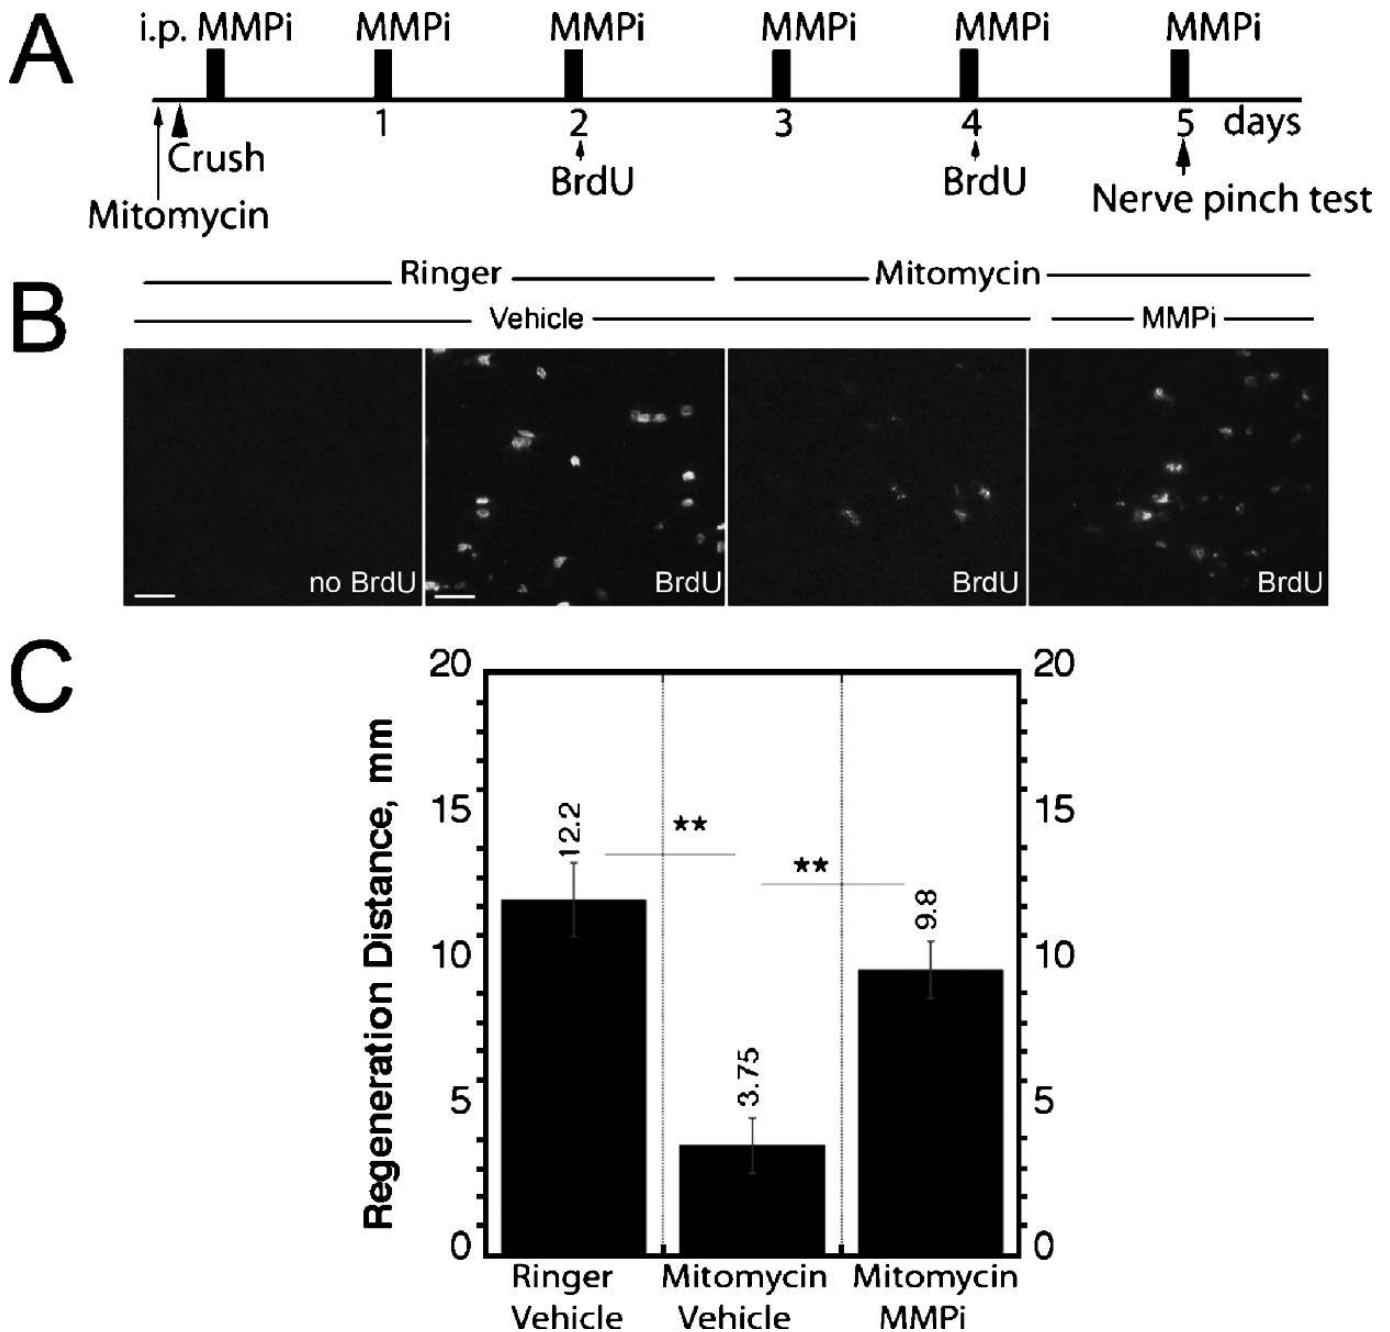 A
i.p. MMPi MMPi MMPi MMPi MMPi MMPi
1 2 3 4 5 days
Crush
Mitomycin
BrdU BrdU
Nerve pinch test
B
Ringer Mitomycin
Vehicle MMPi
no BrdU BrdU BrdU BrdU
C
Regeneration Distance, mm
20 20
15 15
10 10
5 5
0 0
12.2
**
3.75
**
9.8
Ringer Mitomycin Mitomycin
Vehicle Vehicle MMPi